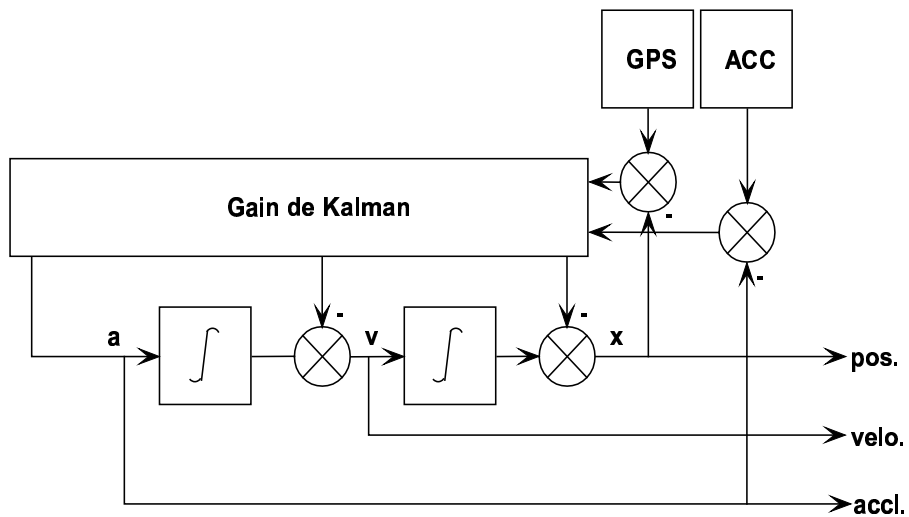 GPS
ACC
Gain de Kalman
-
-
-
-
a
v
x
pos.
velo.
accl.